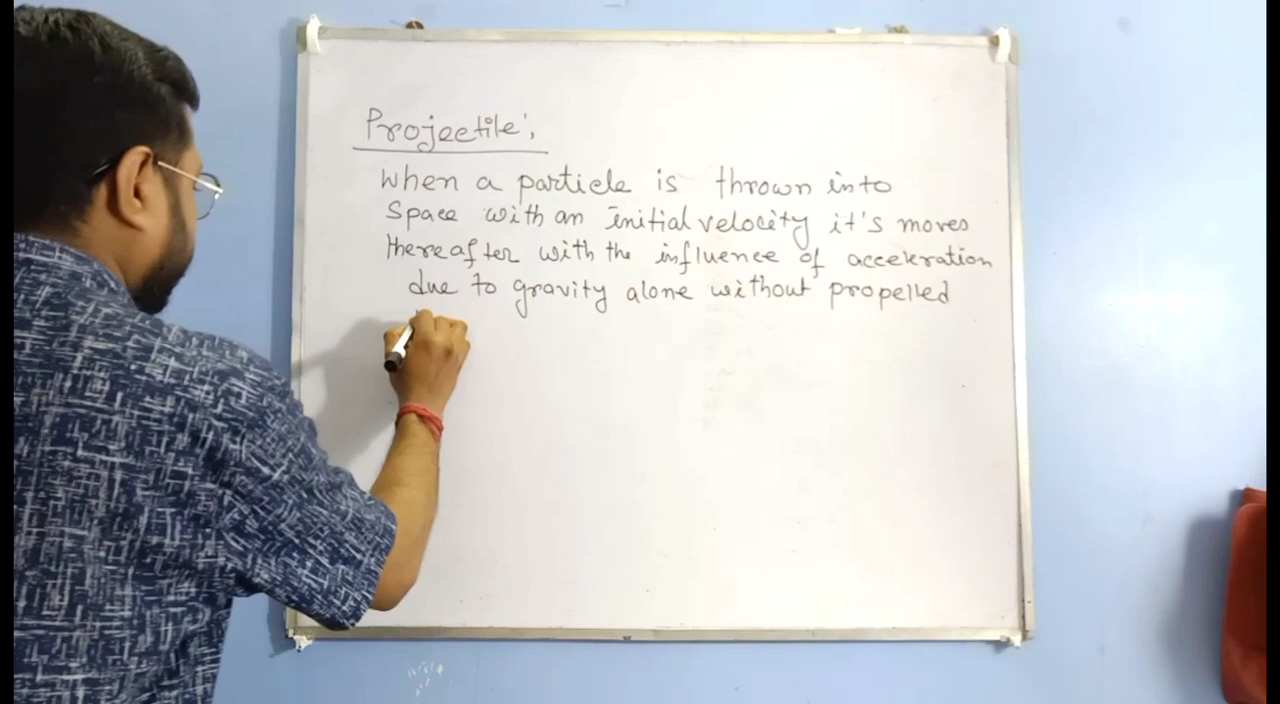 Projectile:
When a particle is thrown into
Space with an initial velocity it's moves
thereafter with the influence of acceleration
due to gravity alone without propelled